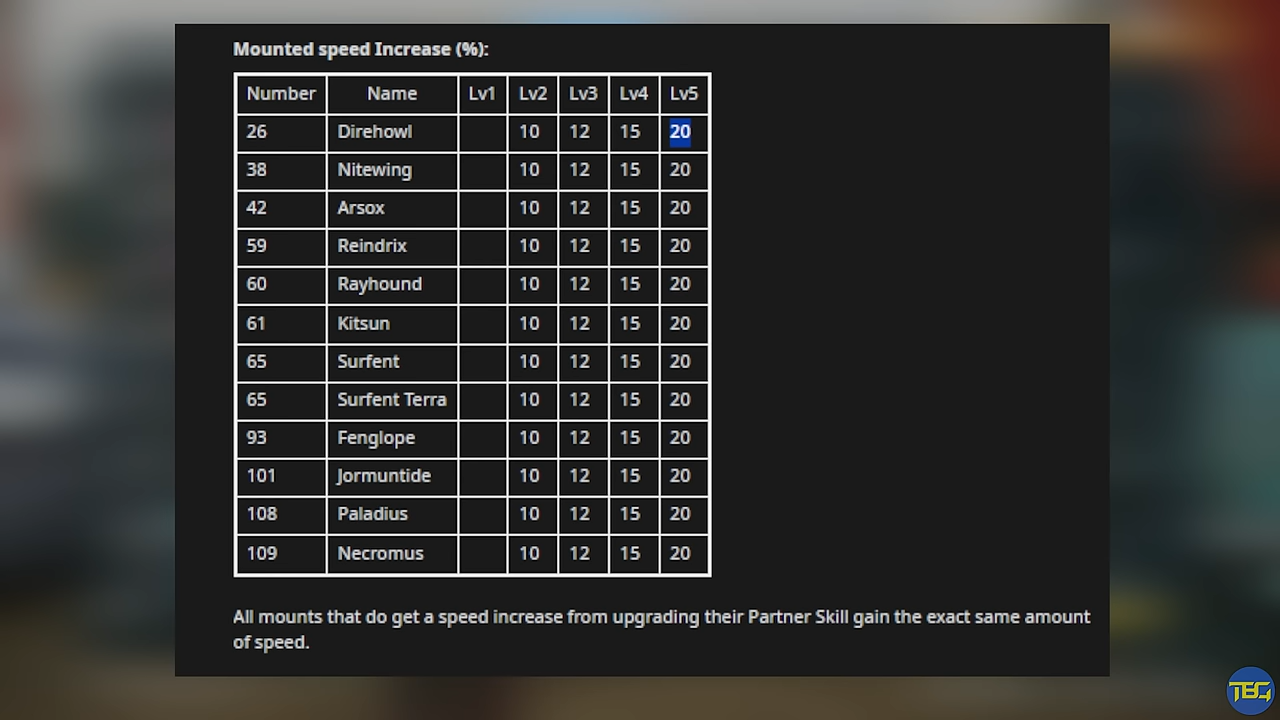 Mounted speed Increase (%):
Number Name Lv1 Lv2 Lv3 Lv4 Lv5
26 Direhowl 10 12 15 20
38 Nitewing 10 12 15 20
42 Arsox 10 12 15 20
59 Reindrix 10 12 15 20
60 Rayhound 10 12 15 20
61 Kitsun 10 12 15 20
65 Surfent 10 12 15 20
65 Surfent Terra 10 12 15 20
93 Fenglope 10 12 15 20
101 Jormuntide 10 12 15 20
108 Paladius 10 12 15 20
109 Necromus 10 12 15 20
All mounts that do get a speed increase from upgrading their Partner Skill gain the exact same amount
of speed.
TBG